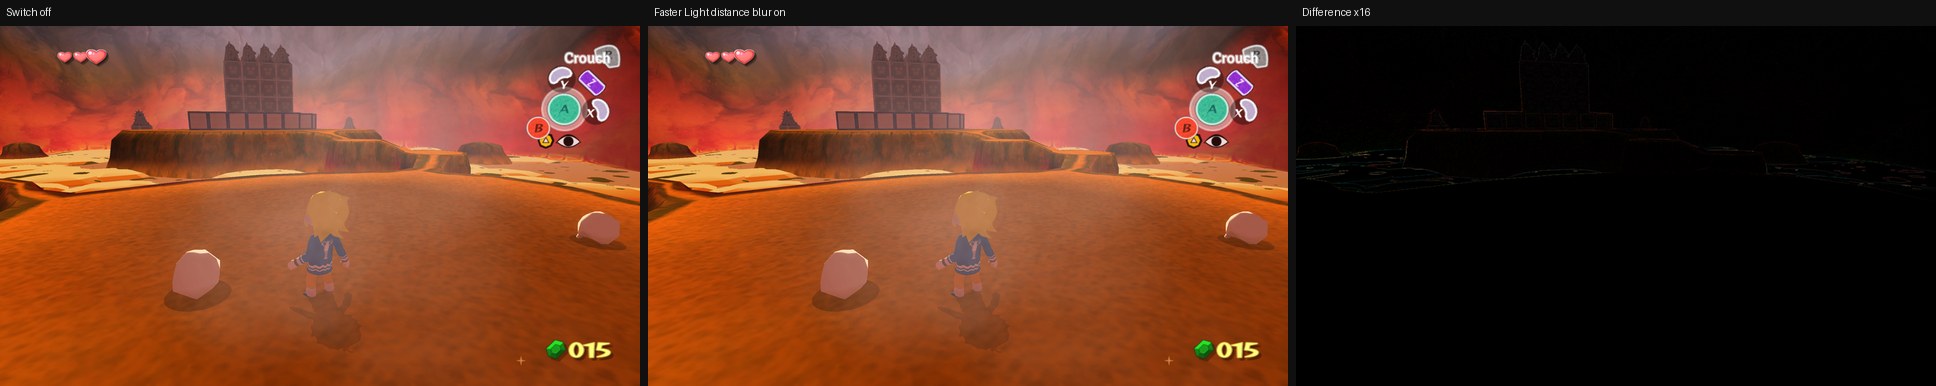 Switch off
Faster Light distance blur on
Difference x16
Crouch
Y
Z
A
X
B
015
Crouch
Y
Z
A
X
B
015